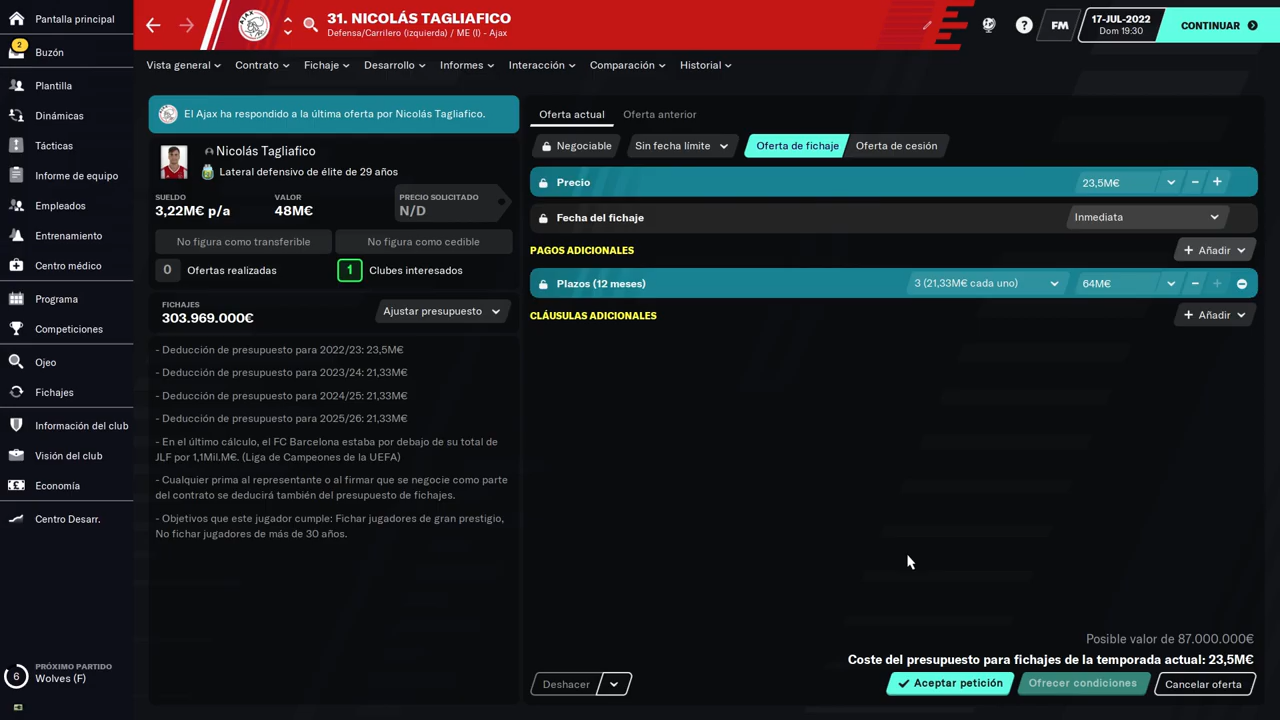 Pantalla principal
2
Buzón
Plantilla
Dinámicas
Tácticas
Informe de equipo
Empleados
Entrenamiento
Centro médico
Programa
Competiciones
Ojeo
Fichajes
Información del club
Visión del club
Economía
Centro Desarr.
6
PRÓXIMO PARTIDO
Wolves (F)
31. NICOLÁS TAGLIAFICO
Defensa/Carrilero (izquierda) / ME (I) - Ajax
?
FM
17-JUL-2022
Dom 19:30
CONTINUAR
Vista general
Contrato
Fichaje
Desarrollo
Informes
Interacción
Comparación
Historial
El Ajax ha respondido a la última oferta por Nicolás Tagliafico.
Nicolás Tagliafico
Lateral defensivo de élite de 29 años
SUELDO
3,22M€ p/a
VALOR
48M€
PRECIO SOLICITADO
N/D
No figura como transferible
No figura como cedible
0 Ofertas realizadas
1 Clubes interesados
FICHAJES
303.969.000€
Ajustar presupuesto
- Deducción de presupuesto para 2022/23: 23,5M€
- Deducción de presupuesto para 2023/24: 21,33M€
- Deducción de presupuesto para 2024/25: 21,33M€
- Deducción de presupuesto para 2025/26: 21,33M€
- En el último cálculo, el FC Barcelona estaba por debajo de su total de
JLF por 1,1Mil.M€. (Liga de Campeones de la UEFA)
- Cualquier prima al representante o al firmar que se negocie como parte
del contrato se deducirá también del presupuesto de fichajes.
- Objetivos que este jugador cumple: Fichar jugadores de gran prestigio,
No fichar jugadores de más de 30 años.
Oferta actual
Oferta anterior
Negociable
Sin fecha límite
Oferta de fichaje
Oferta de cesión
Precio
23,5M€
Fecha del fichaje
Inmediata
PAGOS ADICIONALES
+ Añadir
Plazos (12 meses)
3 (21,33M€ cada uno)
64M€
CLÁUSULAS ADICIONALES
+ Añadir
Posible valor de 87.000.000€
Coste del presupuesto para fichajes de la temporada actual: 23,5M€
Deshacer
Aceptar petición
Ofrecer condiciones
Cancelar oferta